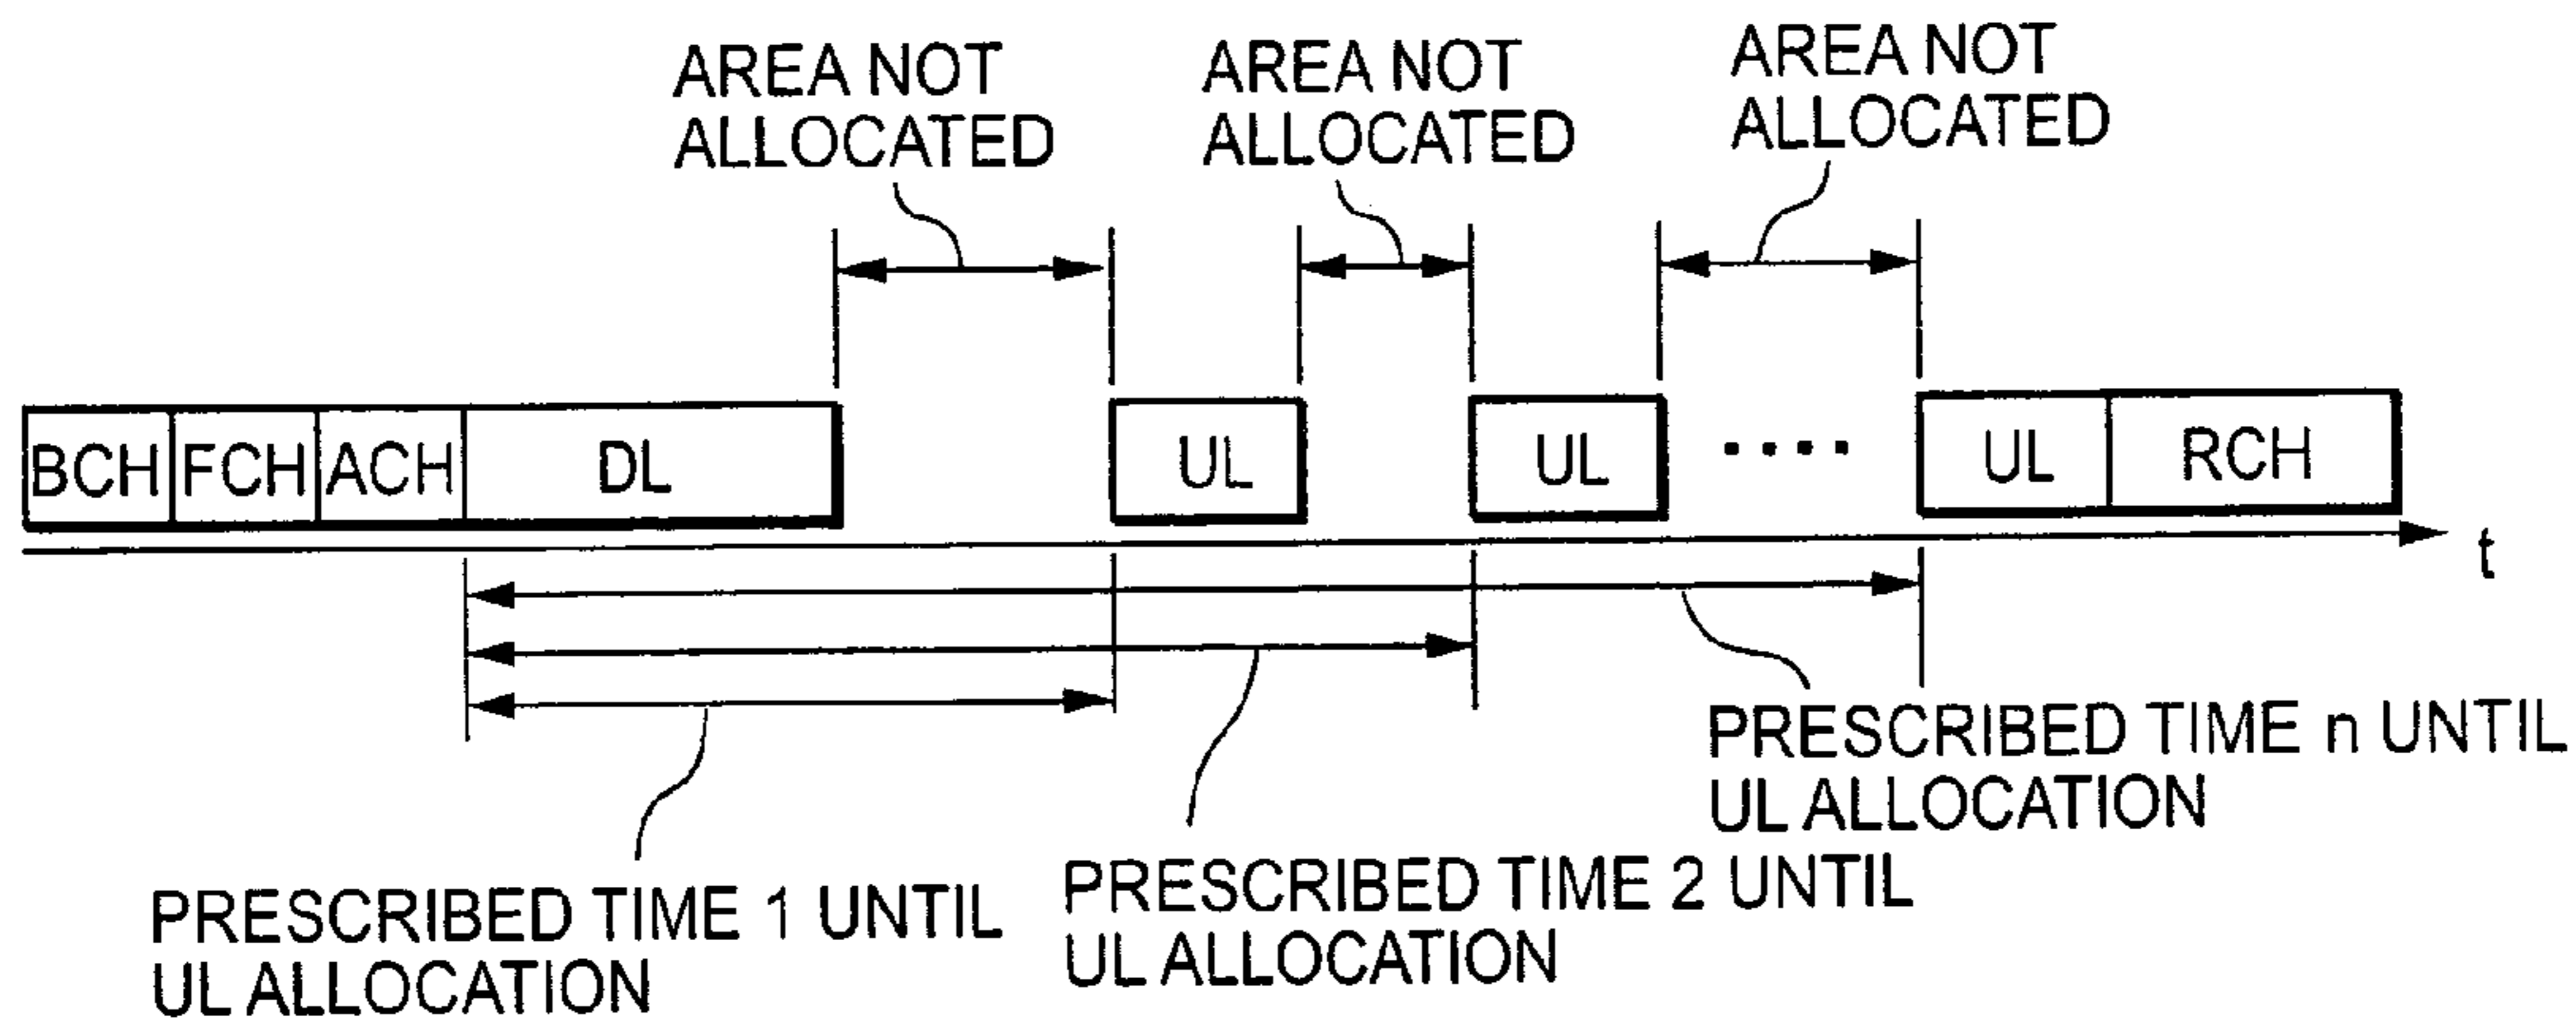 AREA NOT
ALLOCATED
AREA NOT
ALLOCATED
AREA NOT
ALLOCATED
BCH FCH ACH DL UL UL .... UL RCH
t
PRESCRIBED TIME n UNTIL
UL ALLOCATION
PRESCRIBED TIME 2 UNTIL
UL ALLOCATION
PRESCRIBED TIME 1 UNTIL
UL ALLOCATION